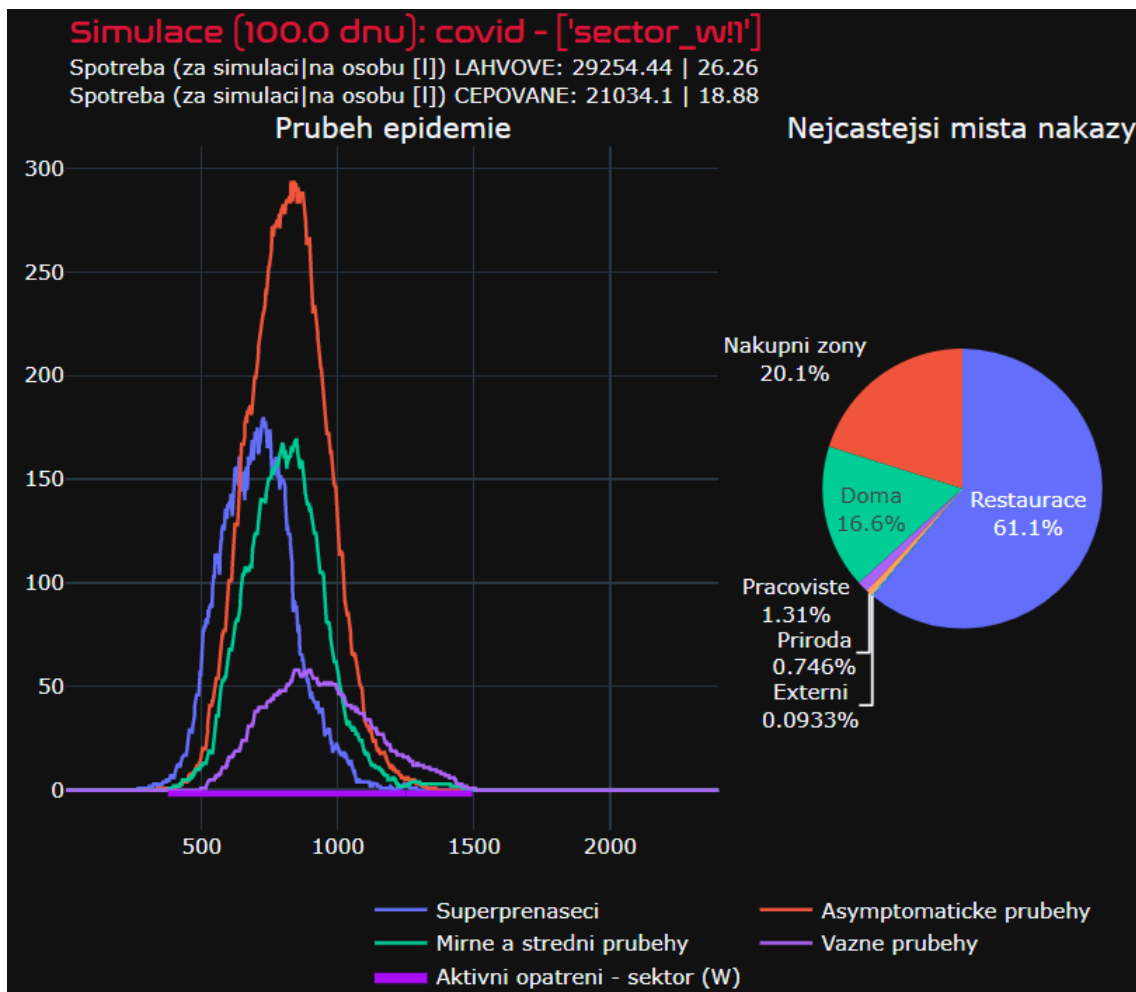 Simulace (100.0 dnu): covid - ['sector_w!1']
Spotreba (za simulaci|na osobu [l]) LAHVOVE: 29254.44 | 26.26
Spotreba (za simulaci|na osobu [l]) CEPOVANE: 21034.1 | 18.88
Prubeh epidemie
300
250
200
150
100
50
0
500
1000
1500
2000
Nejcastejsi mista nakazy
Nakupni zony
20.1%
Doma
16.6%
Restaurace
61.1%
Pracoviste
1.31%
Priroda
0.746%
Externi
0.0933%
Superprenaseci
Asymptomaticke prubehy
Mirne a stredni prubehy
Vazne prubehy
Aktivni opatreni - sektor (W)